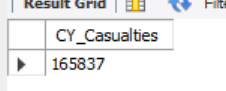 Result Grid Filte
CY_Casualties
165837